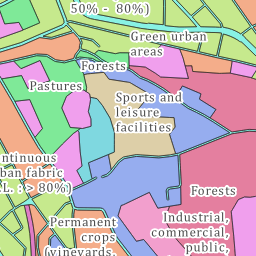 50% - 80%)
Green urban
areas
Forests
Pastures
Sports and
leisure
facilities
ontinuous
ban fabric
L. : > 80%)
Forests
Permanent
crops
(vineyards,
Industrial,
commercial,
public,